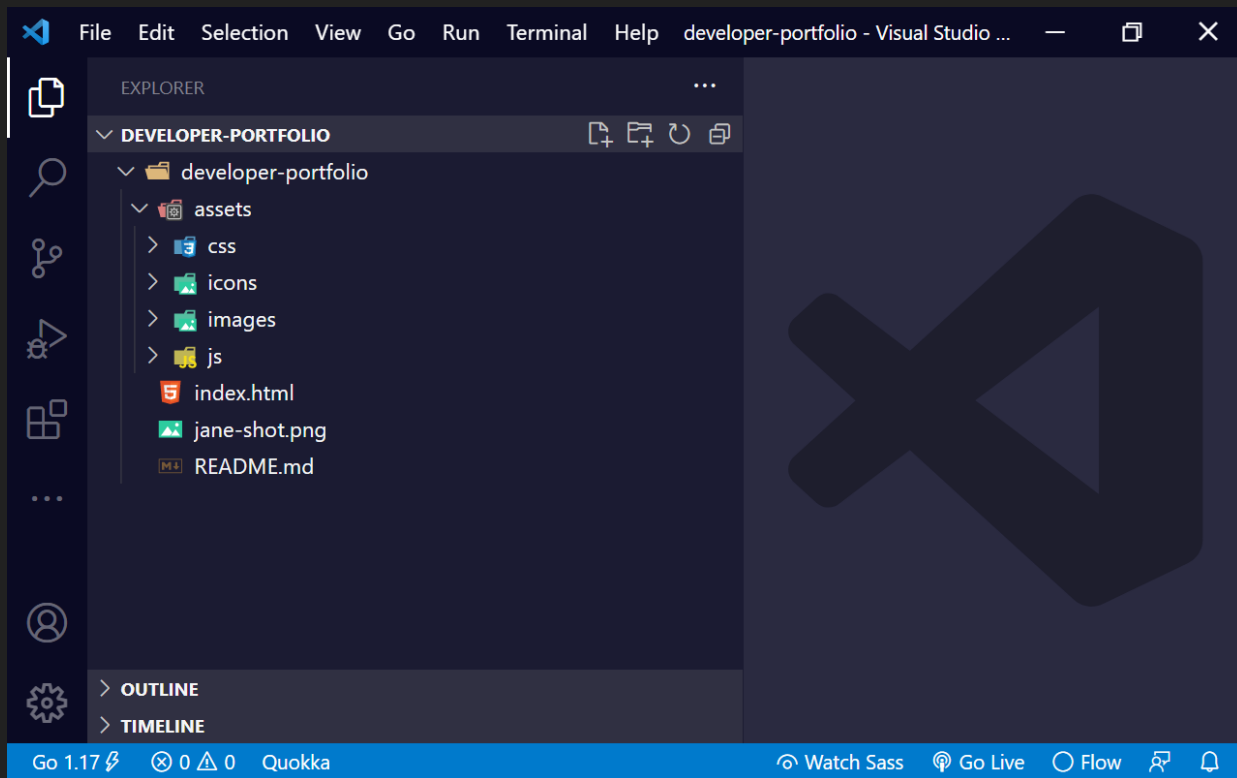 File Edit Selection View Go Run Terminal Help developer-portfolio - Visual Studio ...
EXPLORER
DEVELOPER-PORTFOLIO
developer-portfolio
assets
css
icons
images
js
index.html
jane-shot.png
README.md
OUTLINE
TIMELINE
Go 1.17 0 0 Quokka Watch Sass Go Live Flow